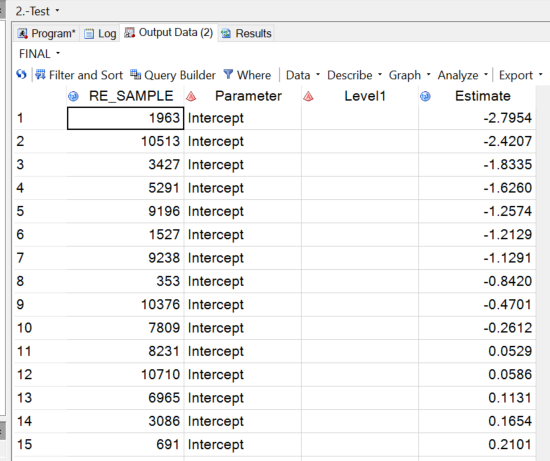 2.-Test
Program* Log Output Data (2) Results
FINAL
Filter and Sort Query Builder Where Data Describe Graph Analyze Export
RE_SAMPLE Parameter Level1 Estimate
1 1963 Intercept -2.7954
2 10513 Intercept -2.4207
3 3427 Intercept -1.8335
4 5291 Intercept -1.6260
5 9196 Intercept -1.2574
6 1527 Intercept -1.2129
7 9238 Intercept -1.1291
8 353 Intercept -0.8420
9 10376 Intercept -0.4701
10 7809 Intercept -0.2612
11 8231 Intercept 0.0529
12 10710 Intercept 0.0586
13 6965 Intercept 0.1131
14 3086 Intercept 0.1654
15 691 Intercept 0.2101